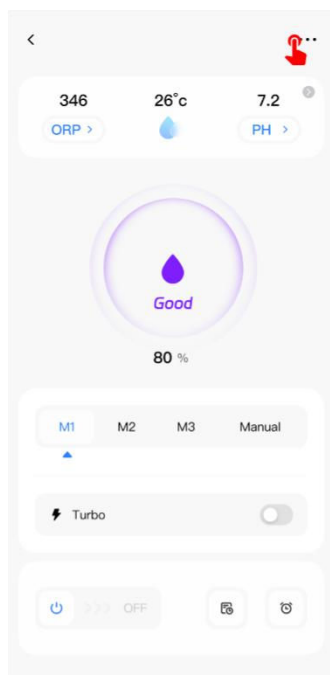 346 26°c 7.2
ORP > PH >
Good
80 %
M1 M2 M3 Manual
Turbo
OFF